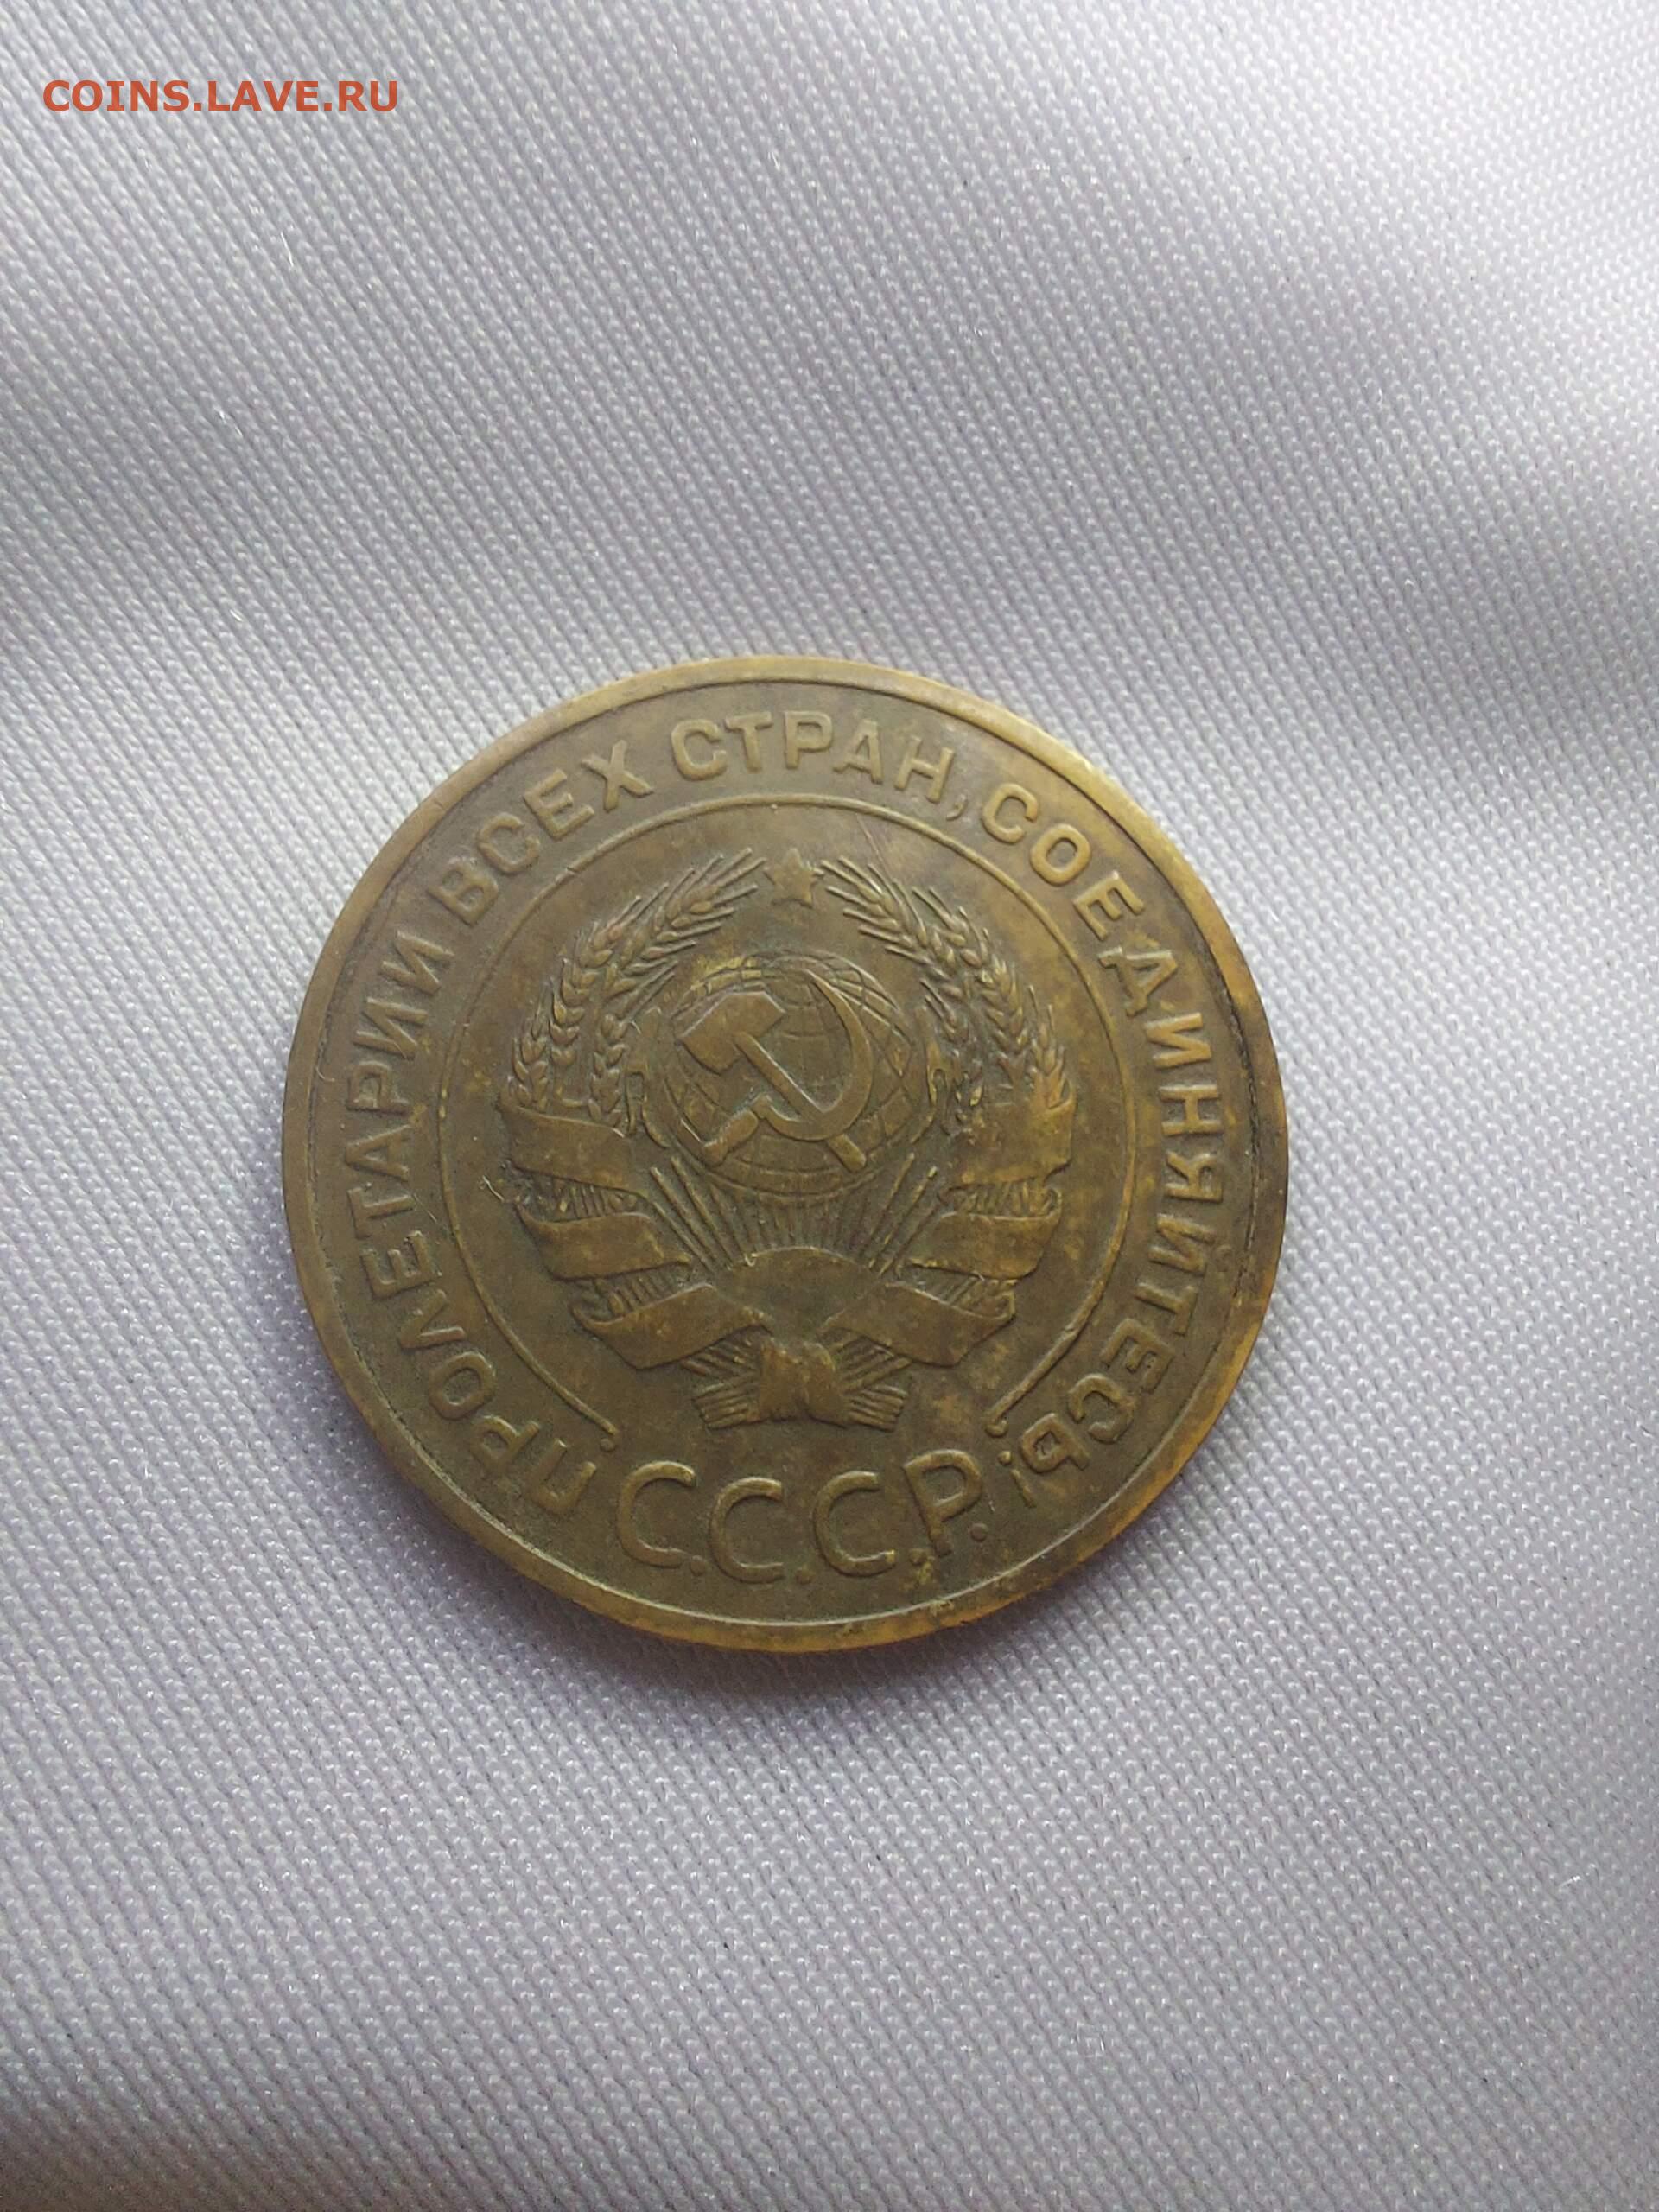 COINS.LAVE.RU
ПРОЛЕТАРИИ ВСЕХ СТРАН, СОЕДИНЯЙТЕСЬ!
С.С.С.Р.